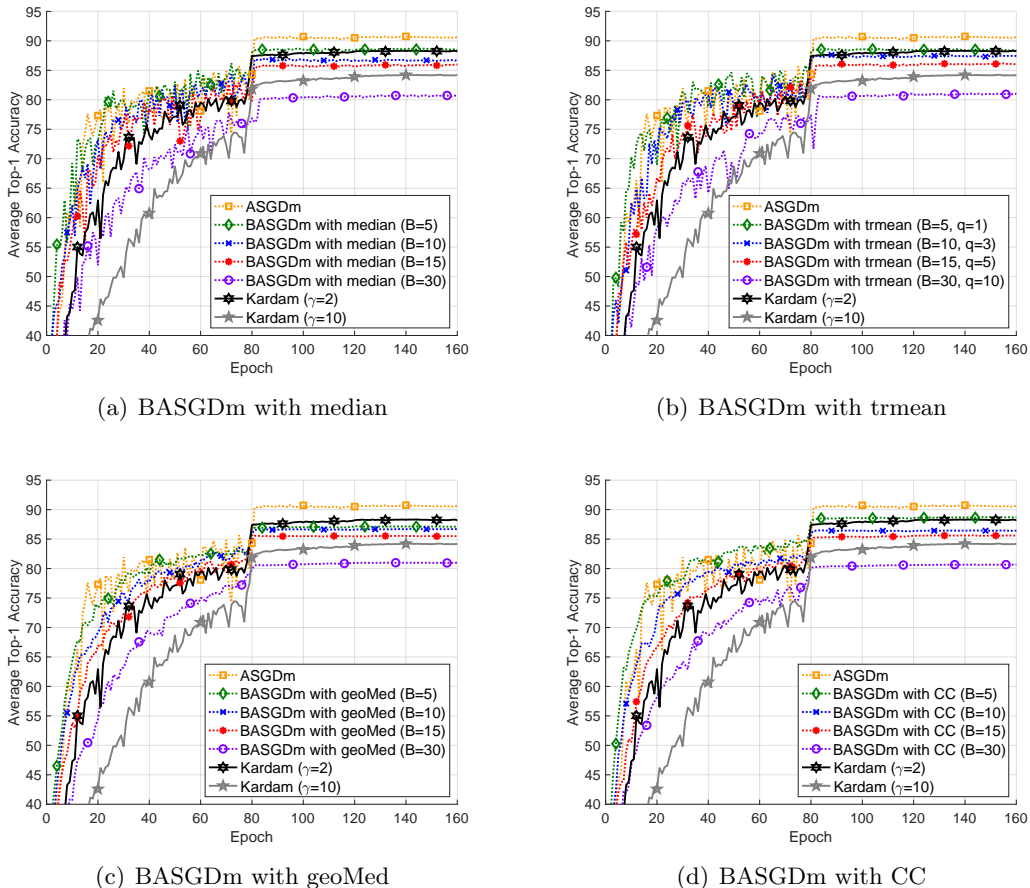 95
90
85
80
75
70
65
60
55
50
45
40
Average Top-1 Accuracy
ASGDm
BASGDm with median (B=5)
BASGDm with median (B=10)
BASGDm with median (B=15)
BASGDm with median (B=30)
Kardam (γ=2)
Kardam (γ=10)
20 40 60 80 100 120 140 160
Epoch
(a) BASGDm with median
95
90
85
80
75
70
65
60
55
50
45
40
Average Top-1 Accuracy
ASGDm
BASGDm with trmean (B=5, q=1)
BASGDm with trmean (B=10, q=3)
BASGDm with trmean (B=15, q=5)
BASGDm with trmean (B=30, q=10)
Kardam (γ=2)
Kardam (γ=10)
20 40 60 80 100 120 140 160
Epoch
(b) BASGDm with trmean
95
90
85
80
75
70
65
60
55
50
45
40
Average Top-1 Accuracy
ASGDm
BASGDm with geoMed (B=5)
BASGDm with geoMed (B=10)
BASGDm with geoMed (B=15)
BASGDm with geoMed (B=30)
Kardam (γ=2)
Kardam (γ=10)
20 40 60 80 100 120 140 160
Epoch
(c) BASGDm with geoMed
95
90
85
80
75
70
65
60
55
50
45
40
Average Top-1 Accuracy
ASGDm
BASGDm with CC (B=5)
BASGDm with CC (B=10)
BASGDm with CC (B=15)
BASGDm with CC (B=30)
Kardam (γ=2)
Kardam (γ=10)
20 40 60 80 100 120 140 160
Epoch
(d) BASGDm with CC